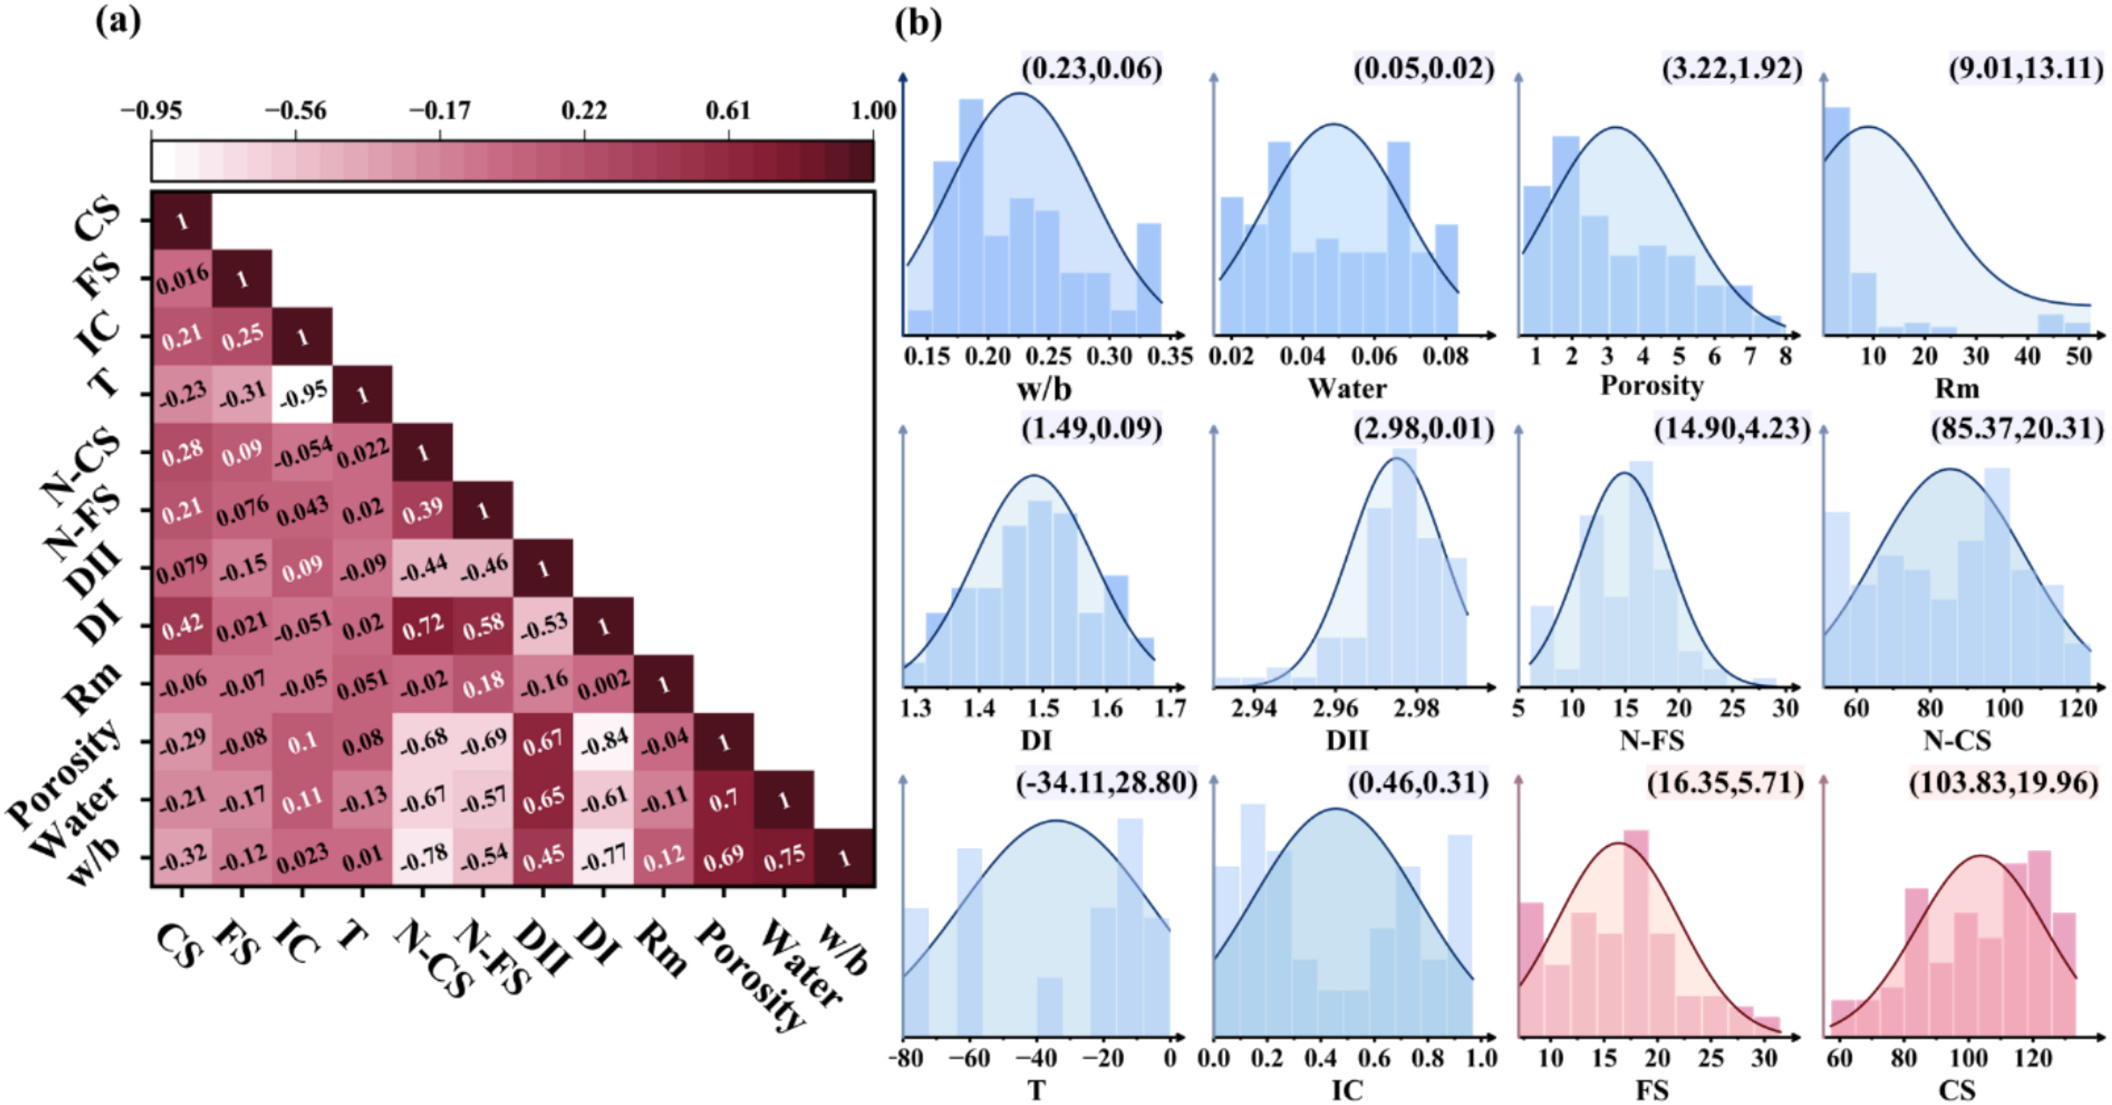 (a)
−0.95 −0.56 −0.17 0.22 0.61 1.00
CS 1
FS 0.016 1
IC 0.21 0.25 1
T -0.23 -0.31 -0.95 1
N-CS 0.28 0.09 -0.054 0.022 1
N-FS 0.21 0.076 0.043 0.02 0.39 1
DII 0.079 -0.15 0.09 -0.09 -0.44 -0.46 1
DI 0.42 0.021 -0.051 0.02 0.72 0.58 -0.53 1
Rm -0.06 -0.07 -0.05 0.051 -0.02 0.18 -0.16 0.002 1
Porosity -0.29 -0.08 0.1 0.08 -0.68 -0.69 0.67 -0.84 -0.04 1
Water -0.21 -0.17 0.11 -0.13 -0.67 -0.57 0.65 -0.61 -0.11 0.7 1
w/b -0.32 -0.12 0.023 0.01 -0.78 -0.54 0.45 -0.77 0.12 0.69 0.75 1
CS FS IC T N-CS N-FS DII DI Rm Porosity Water w/b
(b)
(0.23,0.06) (0.05,0.02) (3.22,1.92) (9.01,13.11)
0.15 0.20 0.25 0.30 0.35 0.02 0.04 0.06 0.08 1 2 3 4 5 6 7 8 10 20 30 40 50
w/b Water Porosity Rm
(1.49,0.09) (2.98,0.01) (14.90,4.23) (85.37,20.31)
1.3 1.4 1.5 1.6 1.7 2.94 2.96 2.98 5 10 15 20 25 30 60 80 100 120
DI DII N-FS N-CS
(-34.11,28.80) (0.46,0.31) (16.35,5.71) (103.83,19.96)
-80 −60 −40 −20 0 0.0 0.2 0.4 0.6 0.8 1.0 10 15 20 25 30 60 80 100 120
T IC FS CS